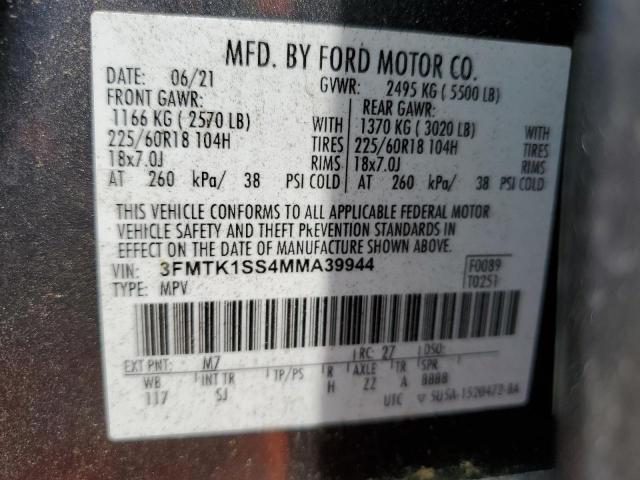 MFD. BY FORD MOTOR CO.
DATE: 06/21 GVWR: 2495 KG ( 5500 LB)
FRONT GAWR: REAR GAWR:
1166 KG ( 2570 LB) WITH 1370 KG ( 3020 LB) WITH
225/60R18 104H TIRES 225/60R18 104H TIRES
18x7.0J RIMS 18x7.0J RIMS
AT 260 kPa/ 38 PSI COLD AT 260 kPa/ 38 PSI COLD
THIS VEHICLE CONFORMS TO ALL APPLICABLE FEDERAL MOTOR
VEHICLE SAFETY AND THEFT PREVENTION STANDARDS IN
EFFECT ON THE DATE OF MANUFACTURE SHOWN ABOVE.
VIN: 3FMTK1SS4MMA39944 F0089
TYPE: MPV T0251
EXT PNT: M7 RC: 27 DSO:
WB INT TR TP/PS R AXLE TR SPR
117 SJ H ZZ A 8888
UTC